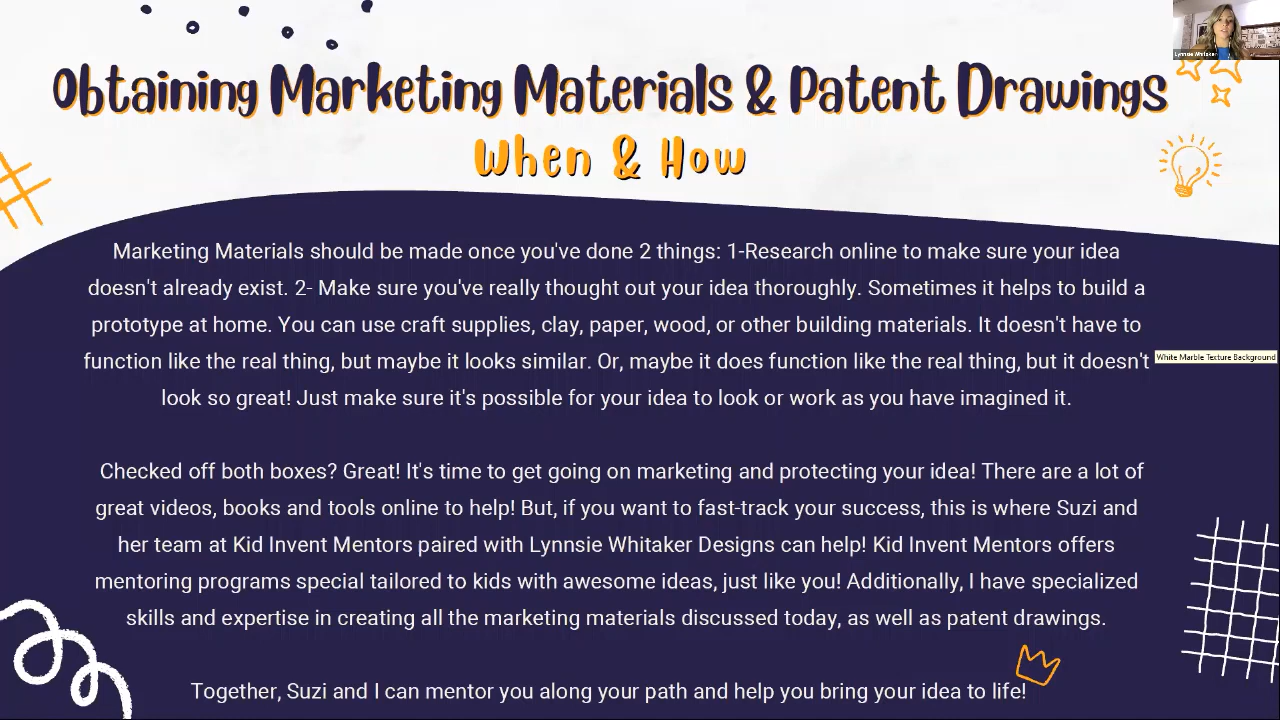 Lynnsie Whitaker
Obtaining Marketing Materials & Patent Drawings
When & How
Marketing Materials should be made once you've done 2 things: 1-Research online to make sure your idea
doesn't already exist. 2- Make sure you've really thought out your idea thoroughly. Sometimes it helps to build a
prototype at home. You can use craft supplies, clay, paper, wood, or other building materials. It doesn't have to
function like the real thing, but maybe it looks similar. Or, maybe it does function like the real thing, but it doesn't
White Marble Texture Background
look so great! Just make sure it's possible for your idea to look or work as you have imagined it.
Checked off both boxes? Great! It's time to get going on marketing and protecting your idea! There are a lot of
great videos, books and tools online to help! But, if you want to fast-track your success, this is where Suzi and
her team at Kid Invent Mentors paired with Lynnsie Whitaker Designs can help! Kid Invent Mentors offers
mentoring programs special tailored to kids with awesome ideas, just like you! Additionally, I have specialized
skills and expertise in creating all the marketing materials discussed today, as well as patent drawings.
Together, Suzi and I can mentor you along your path and help you bring your idea to life!